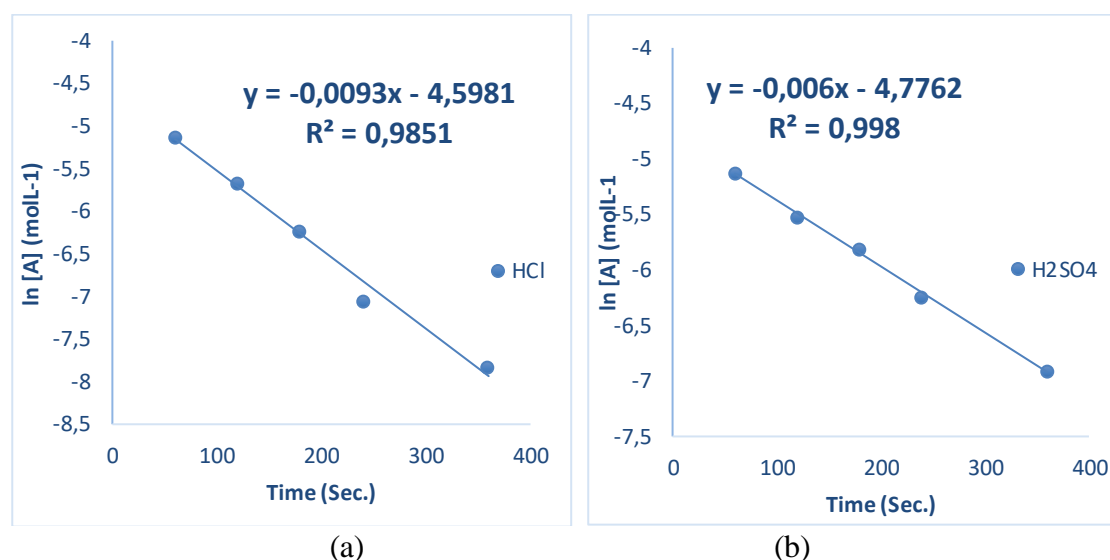 y = -0,0093x - 4,5981
R² = 0,9851
ln [A] (molL-1)
-4
-4,5
-5
-5,5
-6
-6,5
-7
-7,5
-8
-8,5
0
100
200
300
400
Time (Sec.)
HCl
(a)
y = -0,006x - 4,7762
R² = 0,998
ln [A] (molL-1
-4
-4,5
-5
-5,5
-6
-6,5
-7
-7,5
0
100
200
300
400
Time (Sec.)
H2SO4
(b)